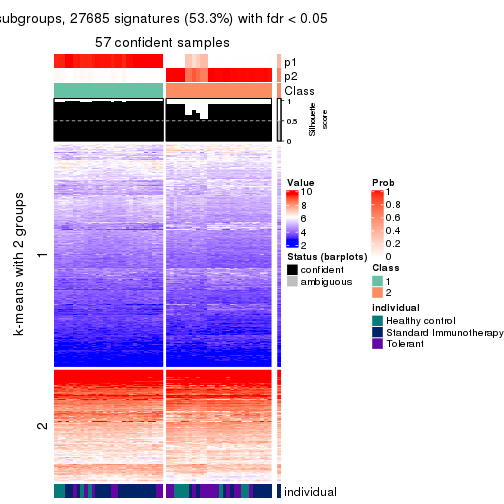 subgroups, 27685 signatures (53.3%) with fdr < 0.05
57 confident samples
p1
p2
Class
1
0.5
0
Silhouette
score
k-means with 2 groups
1
2
individual
Value
10
8
6
4
2
Status (barplots)
confident
ambiguous
Prob
1
0.8
0.6
0.4
0.2
0
Class
1
2
individual
Healthy control
Standard Immunotherapy
Tolerant